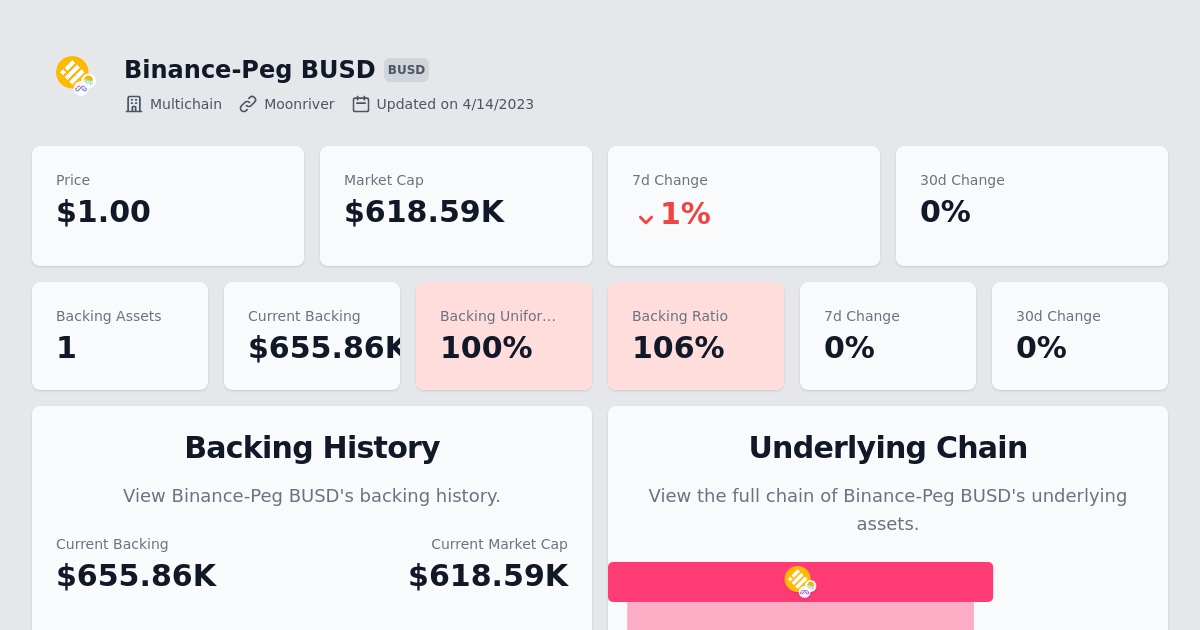 Binance-Peg BUSD BUSD
Multichain Moonriver Updated on 4/14/2023
Price
$1.00
Market Cap
$618.59K
7d Change
1%
30d Change
0%
Backing Assets
1
Current Backing
$655.86K
Backing Unifor...
100%
Backing Ratio
106%
7d Change
0%
30d Change
0%
Backing History
View Binance-Peg BUSD's backing history.
Current Backing
$655.86K
Current Market Cap
$618.59K
Underlying Chain
View the full chain of Binance-Peg BUSD's underlying
assets.